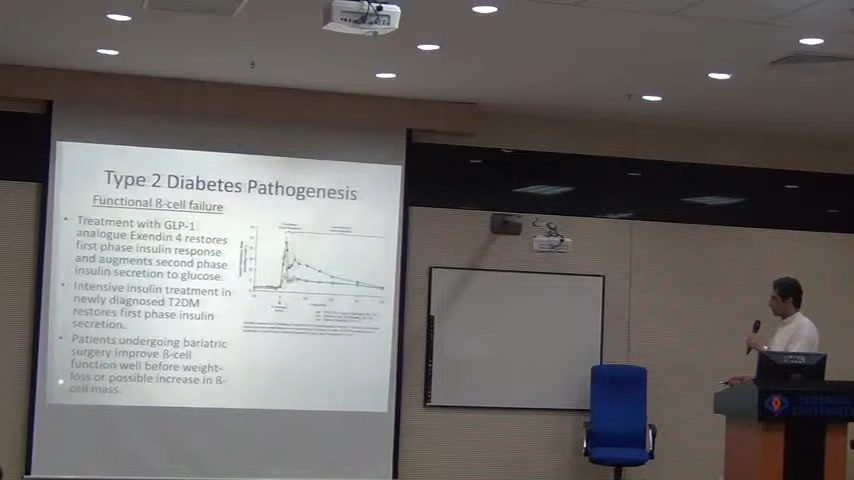 Type 2 Diabetes Pathogenesis
Functional ß-cell failure
• Treatment with GLP-1
analogue Exendin 4 restores
first phase insulin response
and augments second phase
insulin secretion to glucose.
• Intensive insulin treatment in
newly diagnosed T2DM
restores first phase insulin
secretion.
• Patients undergoing bariatric
surgery improve ß-cell
function well before weight-
loss or possible increase in ß-
cell mass.